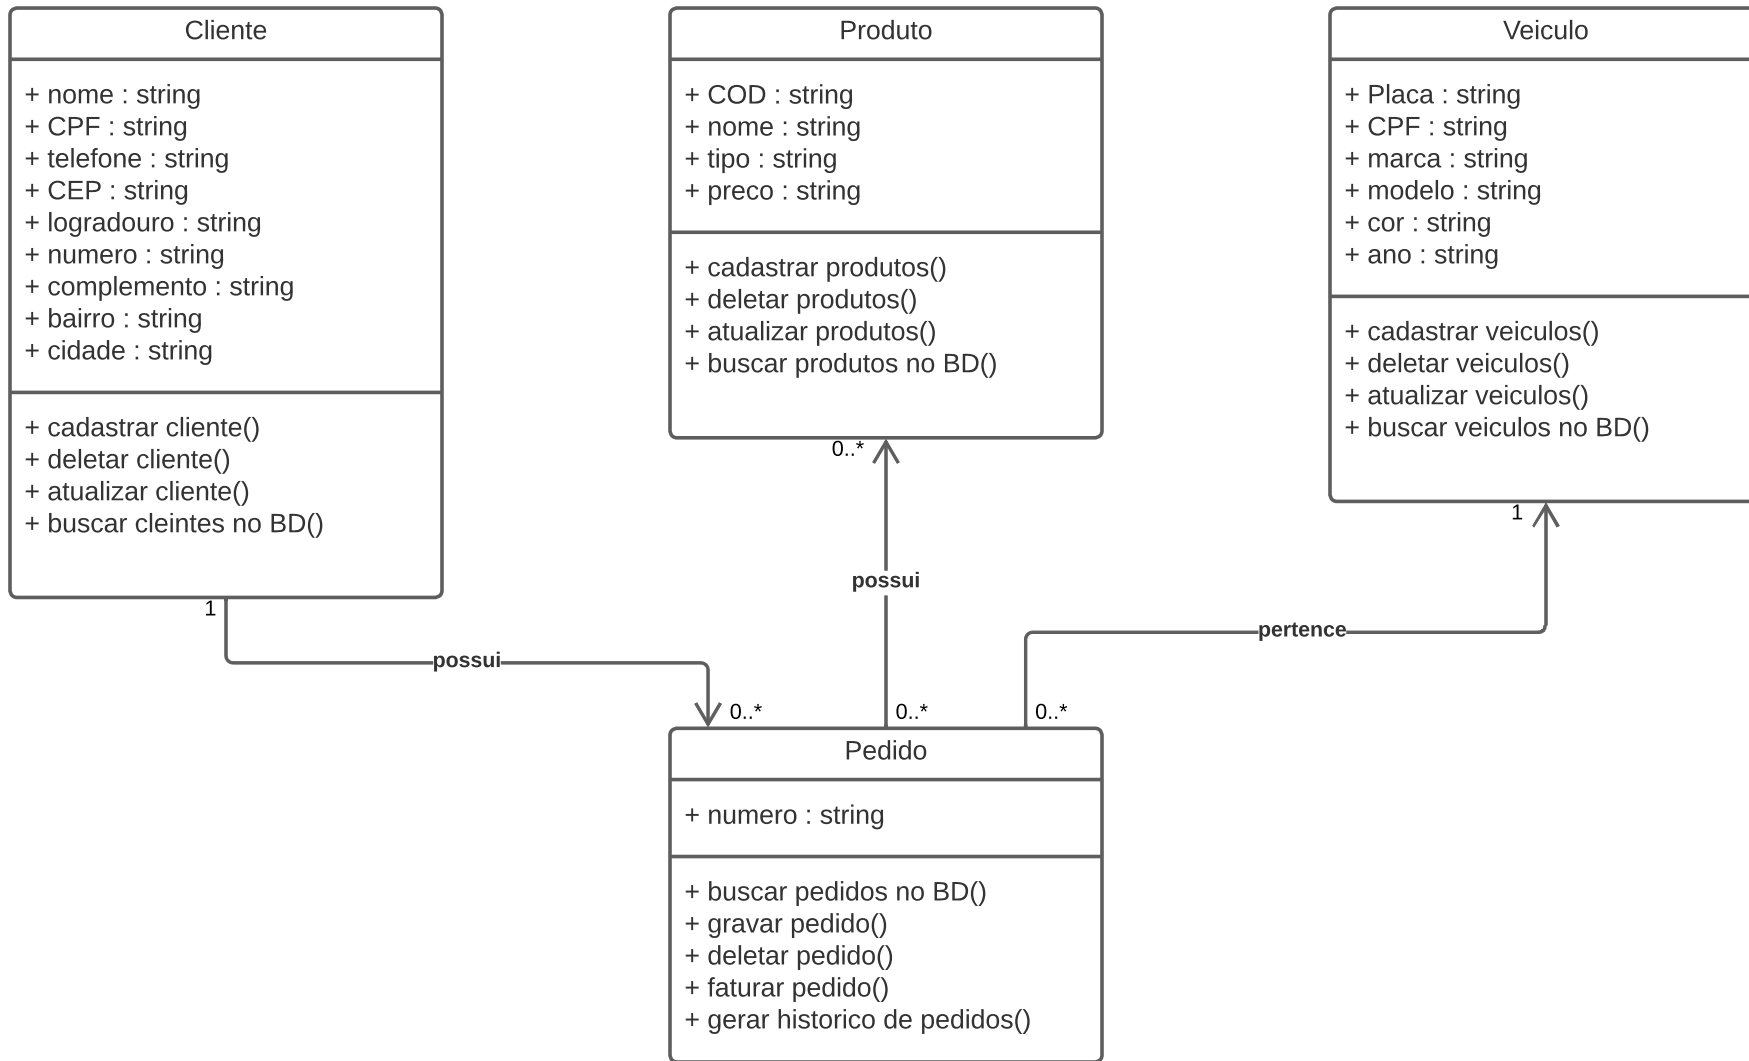 Cliente
+ nome : string
+ CPF : string
+ telefone : string
+ CEP : string
+ logradouro : string
+ numero : string
+ complemento : string
+ bairro : string
+ cidade : string
+ cadastrar cliente()
+ deletar cliente()
+ atualizar cliente()
+ buscar cleintes no BD()
Produto
+ COD : string
+ nome : string
+ tipo : string
+ preco : string
+ cadastrar produtos()
+ deletar produtos()
+ atualizar produtos()
+ buscar produtos no BD()
Veiculo
+ Placa : string
+ CPF : string
+ marca : string
+ modelo : string
+ cor : string
+ ano : string
+ cadastrar veiculos()
+ deletar veiculos()
+ atualizar veiculos()
+ buscar veiculos no BD()
1
possui
0..*
0..*
possui
0..*
1
pertence
0..*
Pedido
+ numero : string
+ buscar pedidos no BD()
+ gravar pedido()
+ deletar pedido()
+ faturar pedido()
+ gerar historico de pedidos()